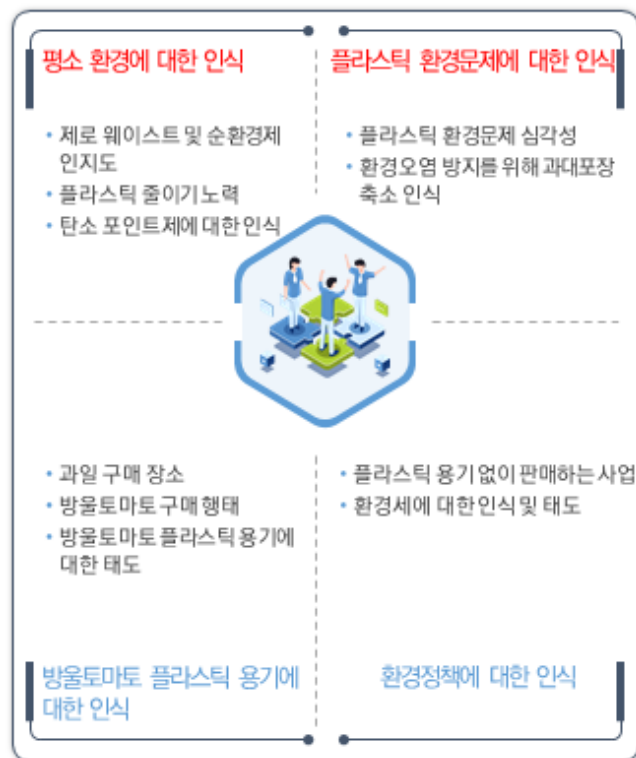 평소 환경에 대한 인식
• 제로 웨이스트 및 순환경제
인지도
• 플라스틱 줄이기 노력
• 탄소 포인트제에 대한 인식
플라스틱 환경문제에 대한 인식
• 플라스틱 환경문제 심각성
• 환경오염 방지를 위해 과대포장
축소 인식
• 과일 구매 장소
• 방울토마토 구매 행태
• 방울토마토 플라스틱 용기에
대한 태도
방울토마토 플라스틱 용기에
대한 인식
• 플라스틱 용기 없이 판매하는 사업
• 환경세에 대한 인식 및 태도
환경정책에 대한 인식